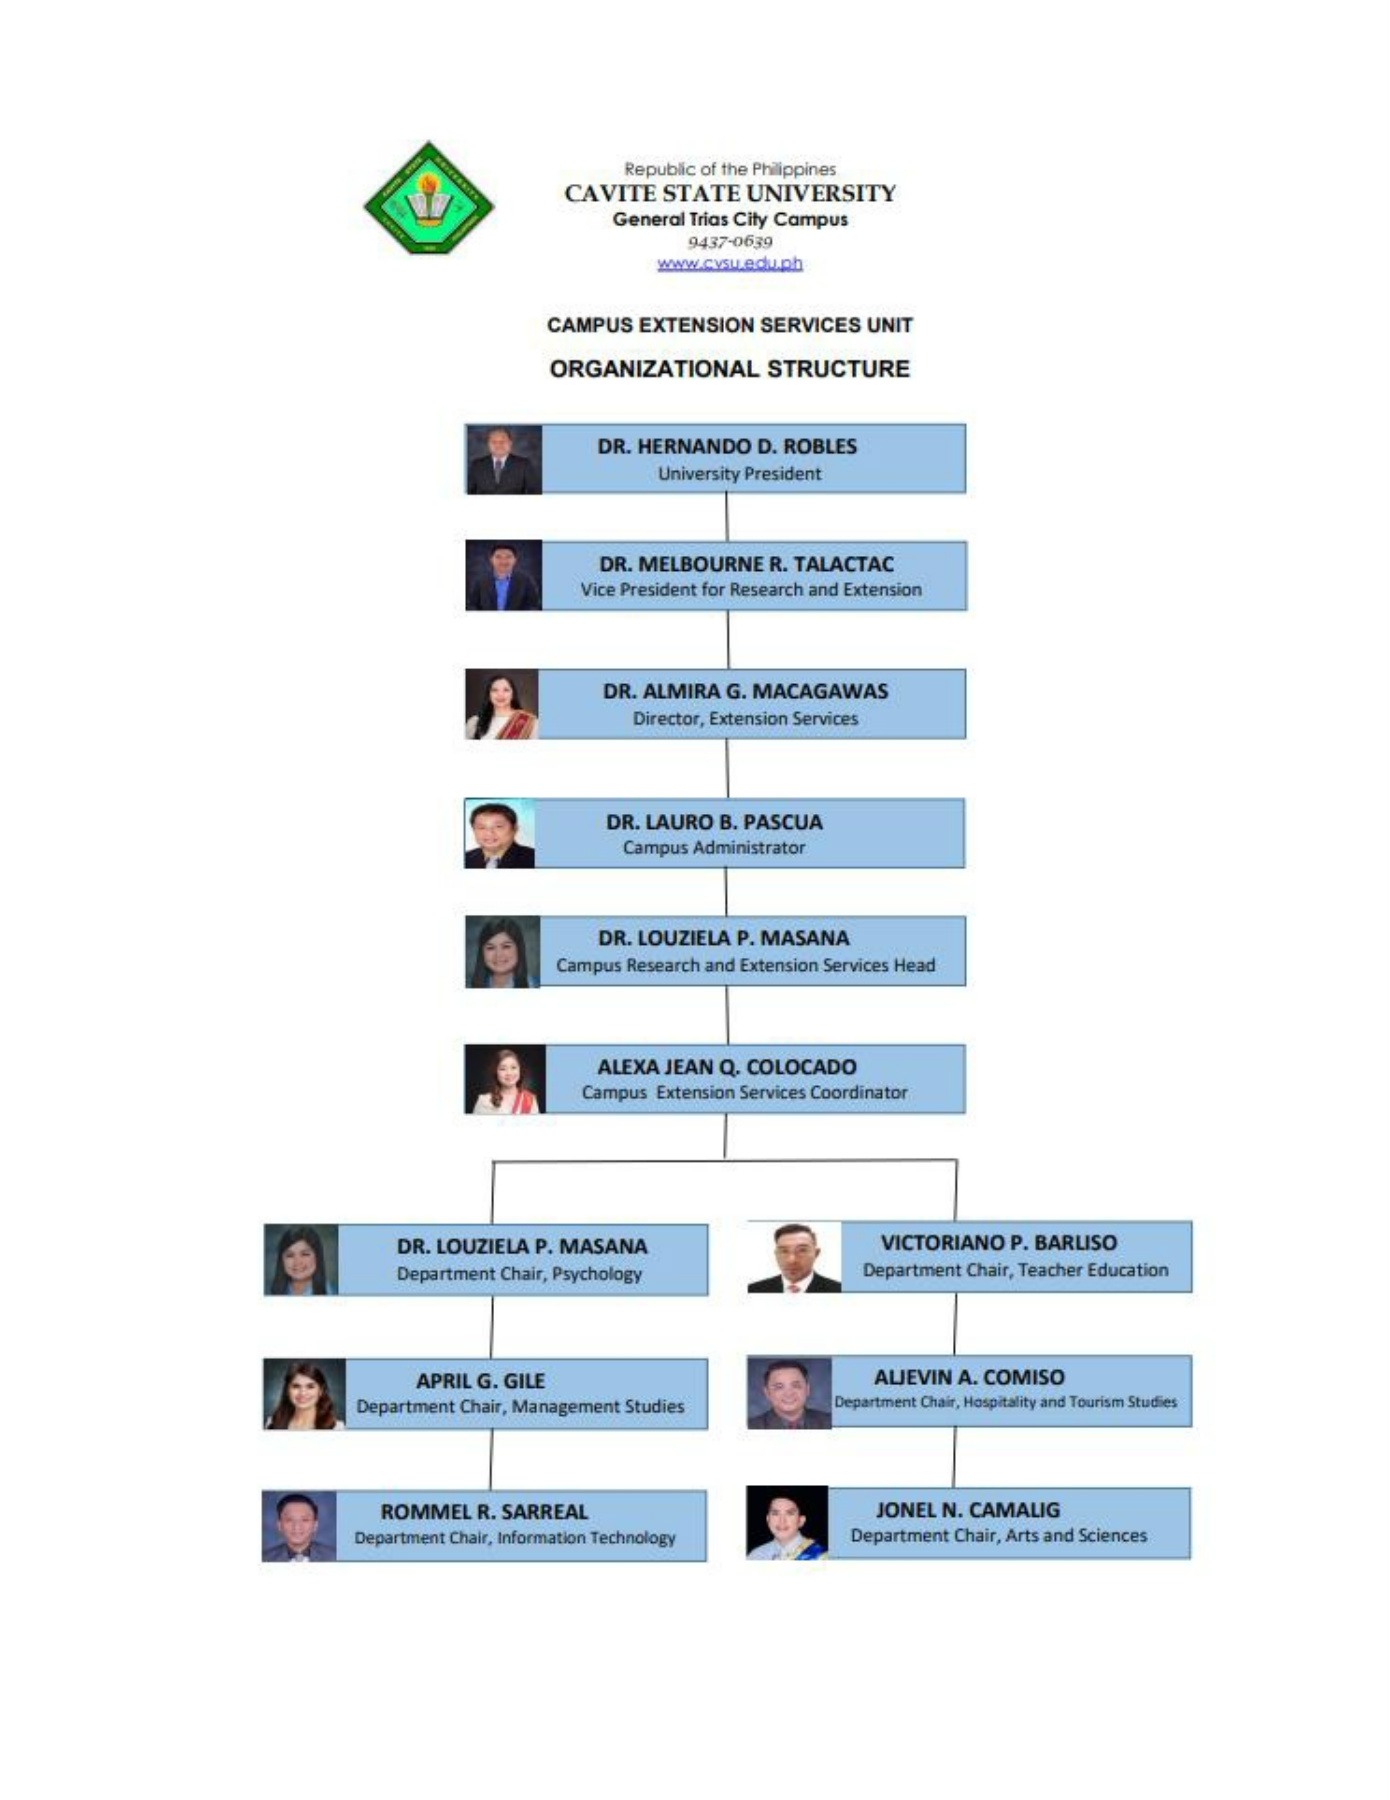 Republic of the Philippines
CAVITE STATE UNIVERSITY
General Trias City Campus
9437-0639
www.cvsu.edu.ph
CAMPUS EXTENSION SERVICES UNIT
ORGANIZATIONAL STRUCTURE
DR. HERNANDO D. ROBLES
University President
DR. MELBOURNE R. TALACTAC
Vice President for Research and Extension
DR. ALMIRA G. MACAGAWAS
Director, Extension Services
DR. LAURO B. PASCUA
Campus Administrator
DR. LOUZIELA P. MASANA
Campus Research and Extension Services Head
ALEXA JEAN Q. COLOCADO
Campus Extension Services Coordinator
DR. LOUZIELA P. MASANA
Department Chair, Psychology
VICTORIANO P. BARLISO
Department Chair, Teacher Education
APRIL G. GILE
Department Chair, Management Studies
ALJEVIN A. COMISO
Department Chair, Hospitality and Tourism Studies
ROMMEL R. SARREAL
Department Chair, Information Technology
JONEL N. CAMALIG
Department Chair, Arts and Sciences